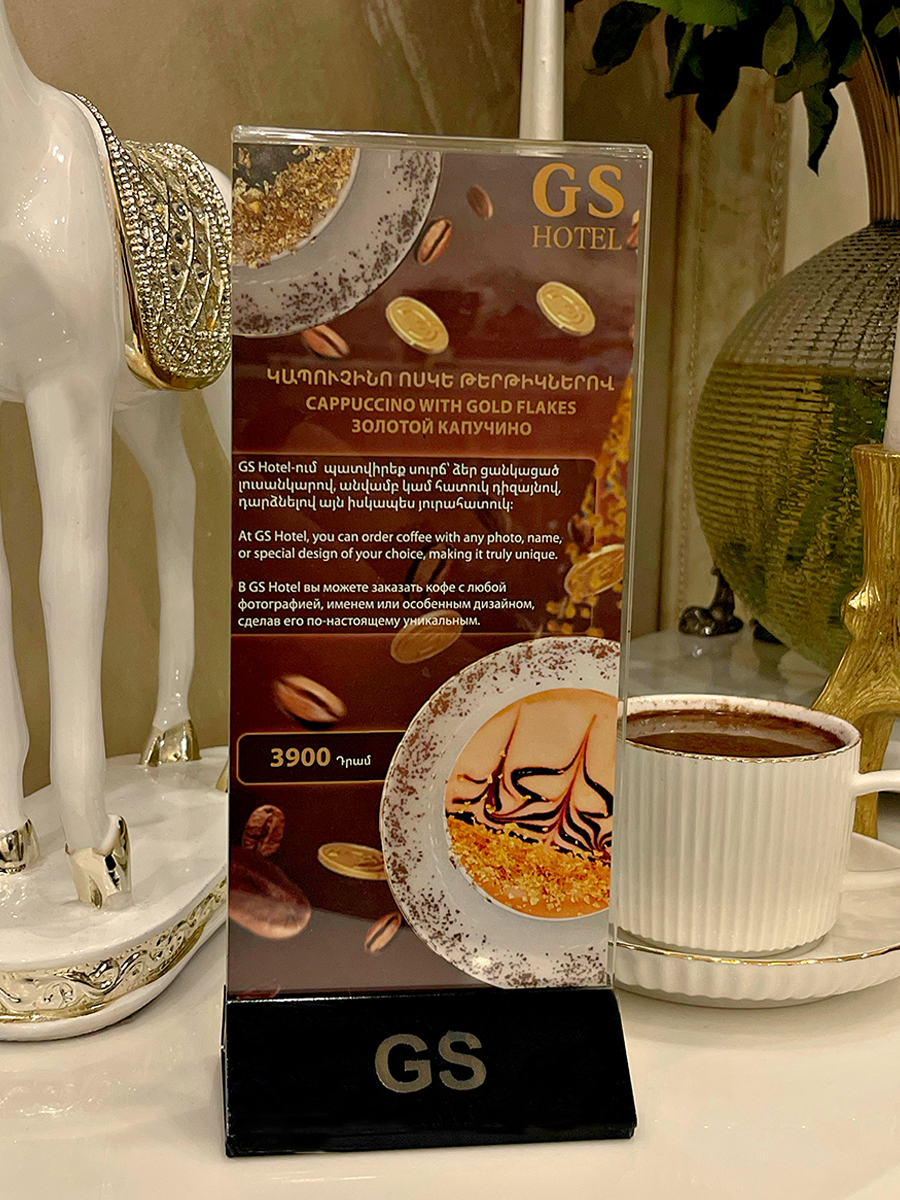 GS
HOTEL
ԿԱՊՈՒՉԻՆՈ ՈՍԿԵ ԹԵՐԹԻԿՆԵՐՈՎ
CAPPUCCINO WITH GOLD FLAKES
ЗОЛОТОЙ КАПУЧИНО
GS Hotel-ում պատվիրեք սուրճ՝ ձեր ցանկացած
լուսանկարով, անվամբ կամ հատուկ դիզայնով,
դարձնելով այն իսկապես յուրահատուկ։
At GS Hotel, you can order coffee with any photo, name,
or special design of your choice, making it truly unique.
В GS Hotel вы можете заказать кофе с любой
фотографией, именем или особенным дизайном,
сделав его по-настоящему уникальным.
3900 Դրամ
GS